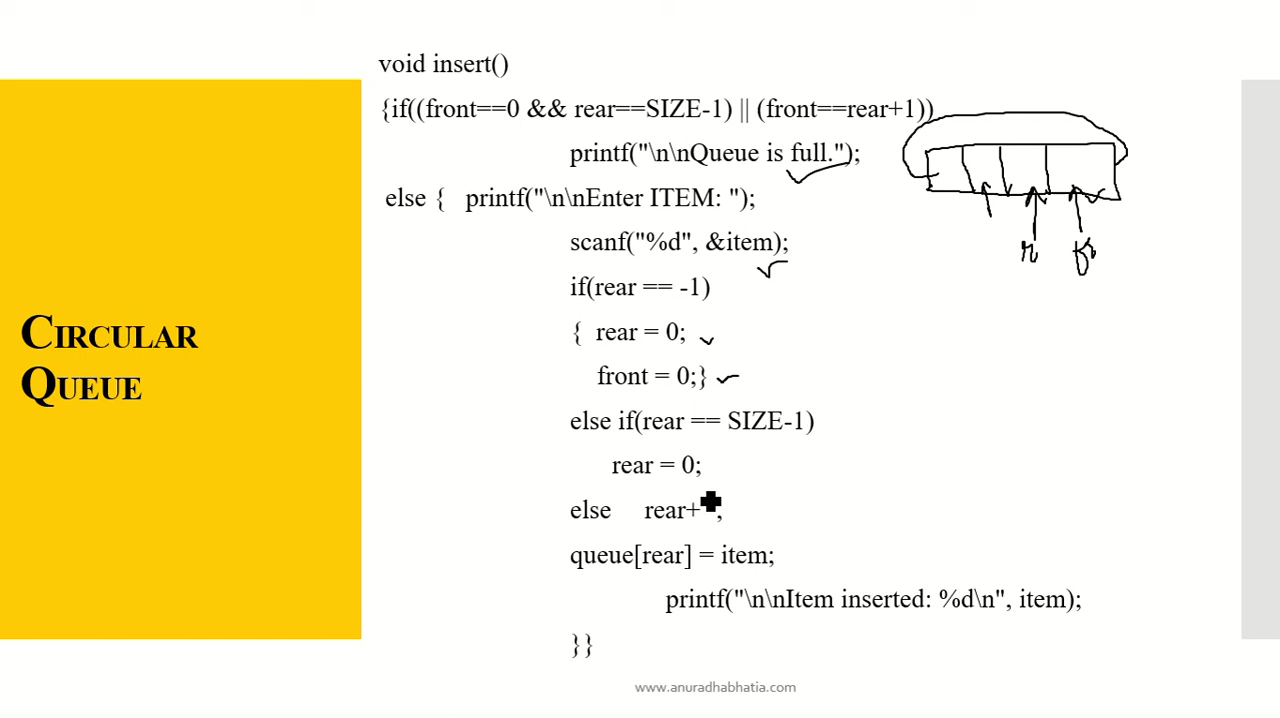 CIRCULAR
QUEUE
void insert()
{if((front==0 && rear==SIZE-1) || (front==rear+1))
printf("\n\nQueue is full.");
else { printf("\n\nEnter ITEM: ");
scanf("%d", &item);
if(rear == -1)
{ rear = 0;
front = 0;}
else if(rear == SIZE-1)
rear = 0;
else rear+ ;
queue[rear] = item;
printf("\n\nItem inserted: %d\n", item);
}}
r
www.anuradhabhatia.com